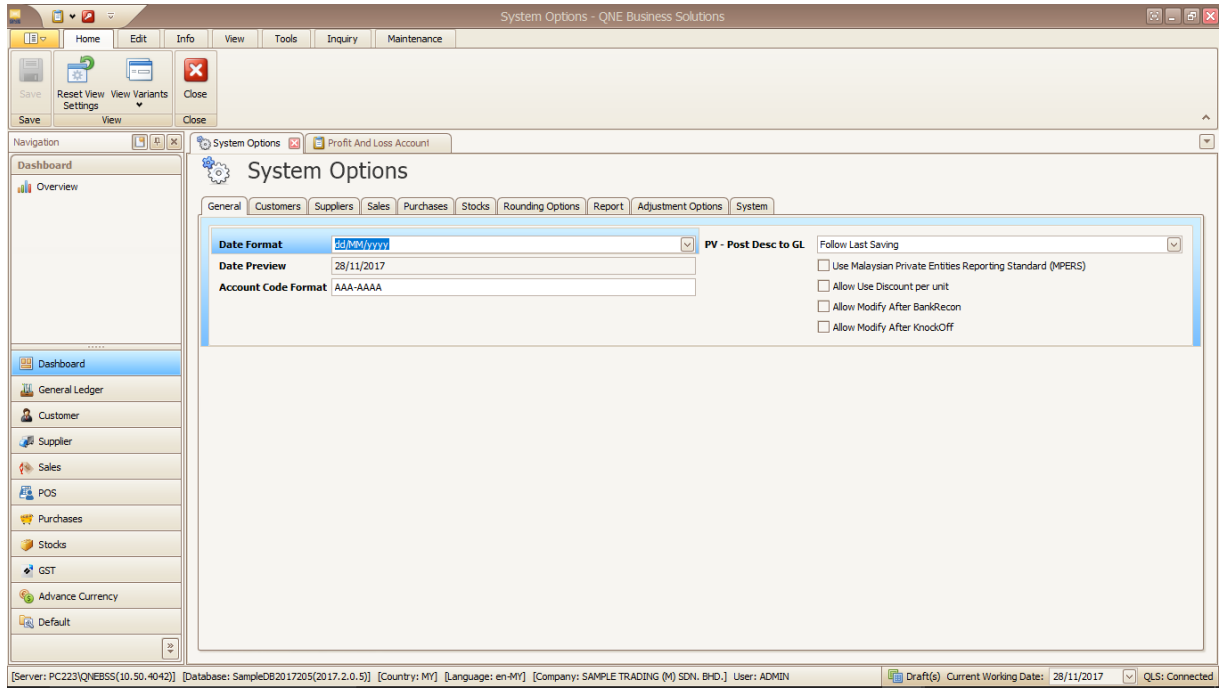 System Options - QNE Business Solutions
Home Edit Info View Tools Inquiry Maintenance
Save Reset View Settings View Variants Close
Save View Close
Navigation System Options Profit And Loss Account
Dashboard
Overview
System Options
General Customers Suppliers Sales Purchases Stocks Rounding Options Report Adjustment Options System
Date Format dd/MM/yyyy PV - Post Desc to GL Follow Last Saving
Date Preview 28/11/2017 Use Malaysian Private Entities Reporting Standard (MPERS)
Account Code Format AAA-AAAA Allow Use Discount per unit
Allow Modify After BankRecon
Allow Modify After KnockOff
Dashboard
General Ledger
Customer
Supplier
Sales
POS
Purchases
Stocks
GST
Advance Currency
Default
[Server: PC223\QNEBSS(10.50.4042)] [Database: SampleDB2017205(2017.2.0.5)] [Country: MY] [Language: en-MY] [Company: SAMPLE TRADING (M) SDN. BHD.] User: ADMIN Draft(s) Current Working Date: 28/11/2017 QLS: Connected